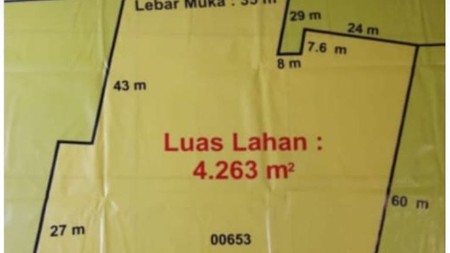 Lebar Muka : 35 m
29 m
24 m
7.6 m
8 m
43 m
Luas Lahan :
4.263 m²
60 m
27 m
00653